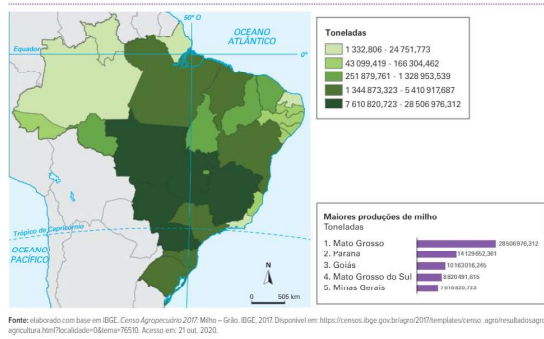 50° O
OCEANO
ATLÂNTICO
Equador
0°
Trópico de Capricórnio
OCEANO
PACÍFICO
N
0 505 km
Toneladas
1 332,806 - 24 751,773
43 099,419 - 166 304,462
251 879,761 - 1 328 953,539
1 344 873,323 - 5 410 917,687
7 610 820,723 - 28 506 976,312
Maiores produções de milho
Toneladas
1. Mato Grosso 28506976,312
2. Parana 14129652,361
3. Goiás 10163016,245
4. Mato Grosso do Sul 8320491,615
5. Minas Gerais 7610820,723
Fonte: elaborado com base em IBGE. Censo Agropecuário 2017: Milho – Grão. IBGE, 2017. Disponível em: https://censos.ibge.gov.br/agro/2017/templates/censo_agro/resultadosagro
agricultura.html?localidade=0&tema=76510. Acesso em: 21 out. 2020.